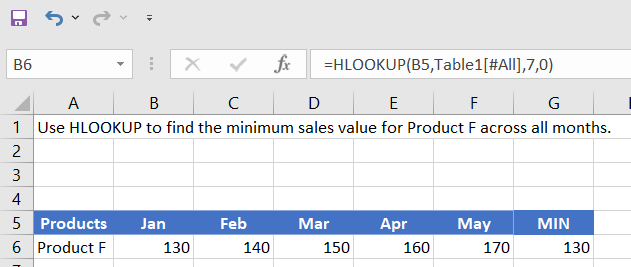 B6 fx =HLOOKUP(B5,Table1[#All],7,0)
A B C D E F G
1 Use HLOOKUP to find the minimum sales value for Product F across all months.
2
3
4
5 Products Jan Feb Mar Apr May MIN
6 Product F 130 140 150 160 170 130